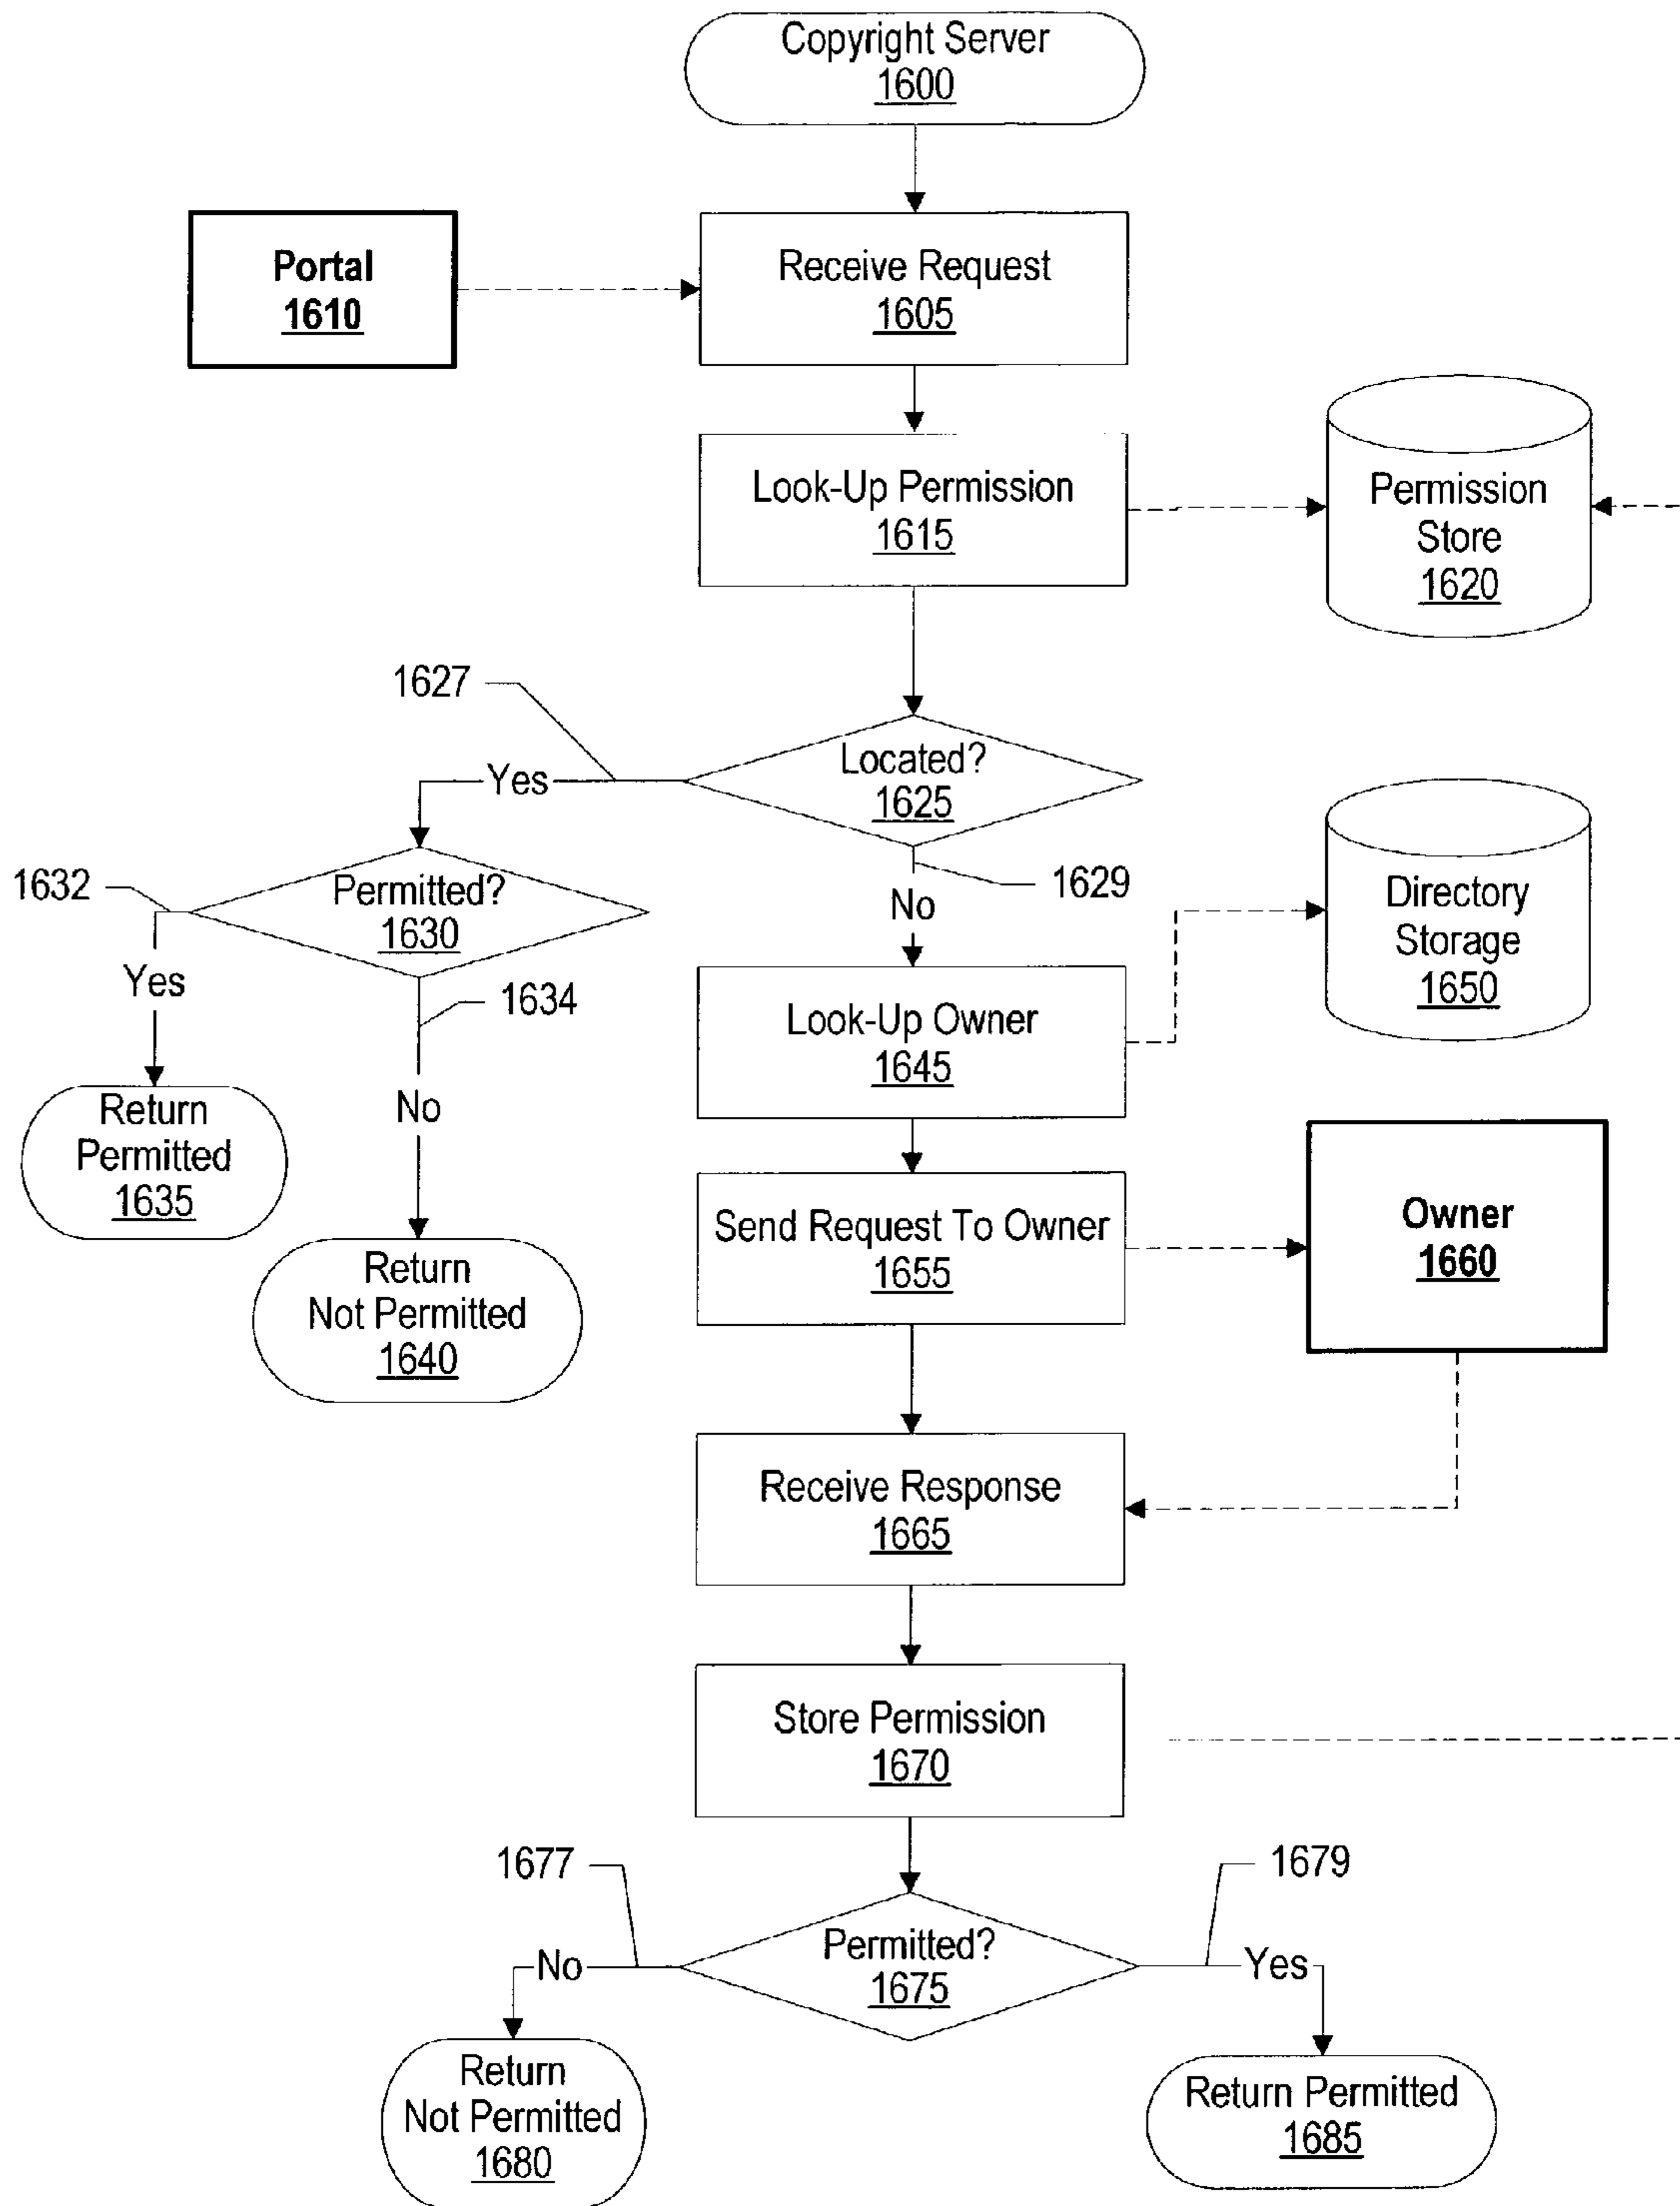 Copyright Server
1600
Portal
1610
Receive Request
1605
Look-Up Permission
1615
Permission
Store
1620
1627
Yes
Located?
1625
1629
No
1632
Permitted?
1630
Yes
1634
No
Directory
Storage
1650
Look-Up Owner
1645
Return
Permitted
1635
Return
Not Permitted
1640
Send Request To Owner
1655
Owner
1660
Receive Response
1665
Store Permission
1670
1677
1679
No
Permitted?
1675
Yes
Return
Not Permitted
1680
Return Permitted
1685